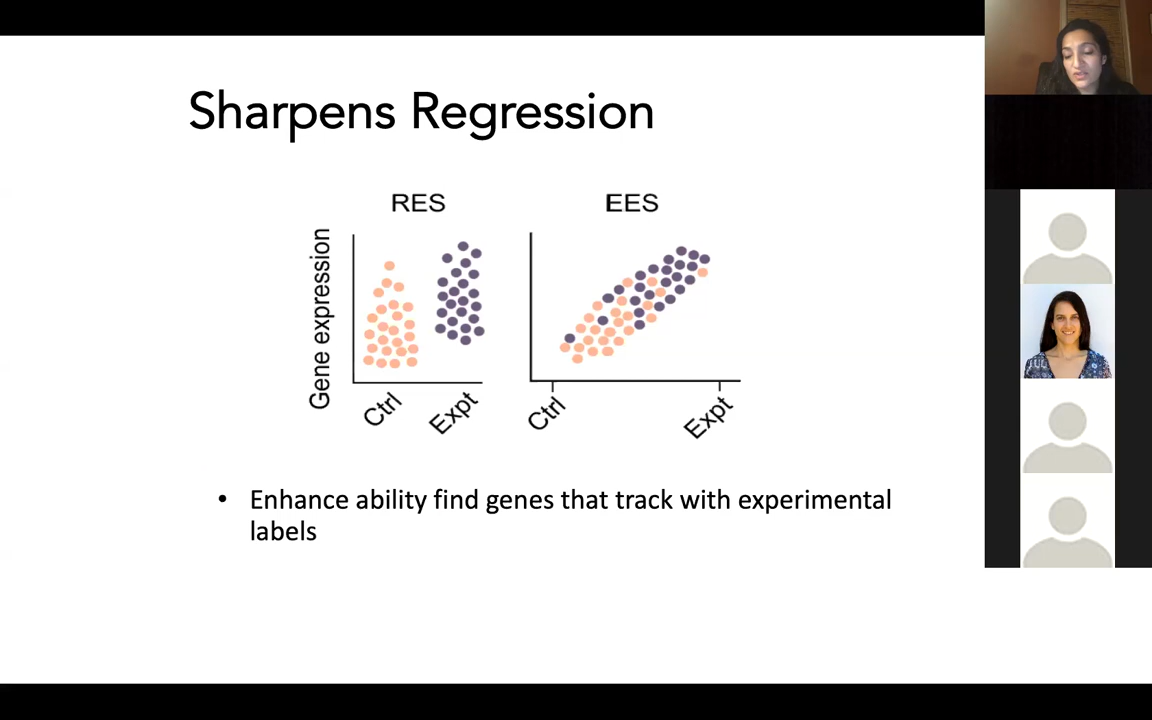 Sharpens Regression
RES
EES
Gene expression
Ctrl
Expt
Ctrl
Expt
• Enhance ability find genes that track with experimental
labels